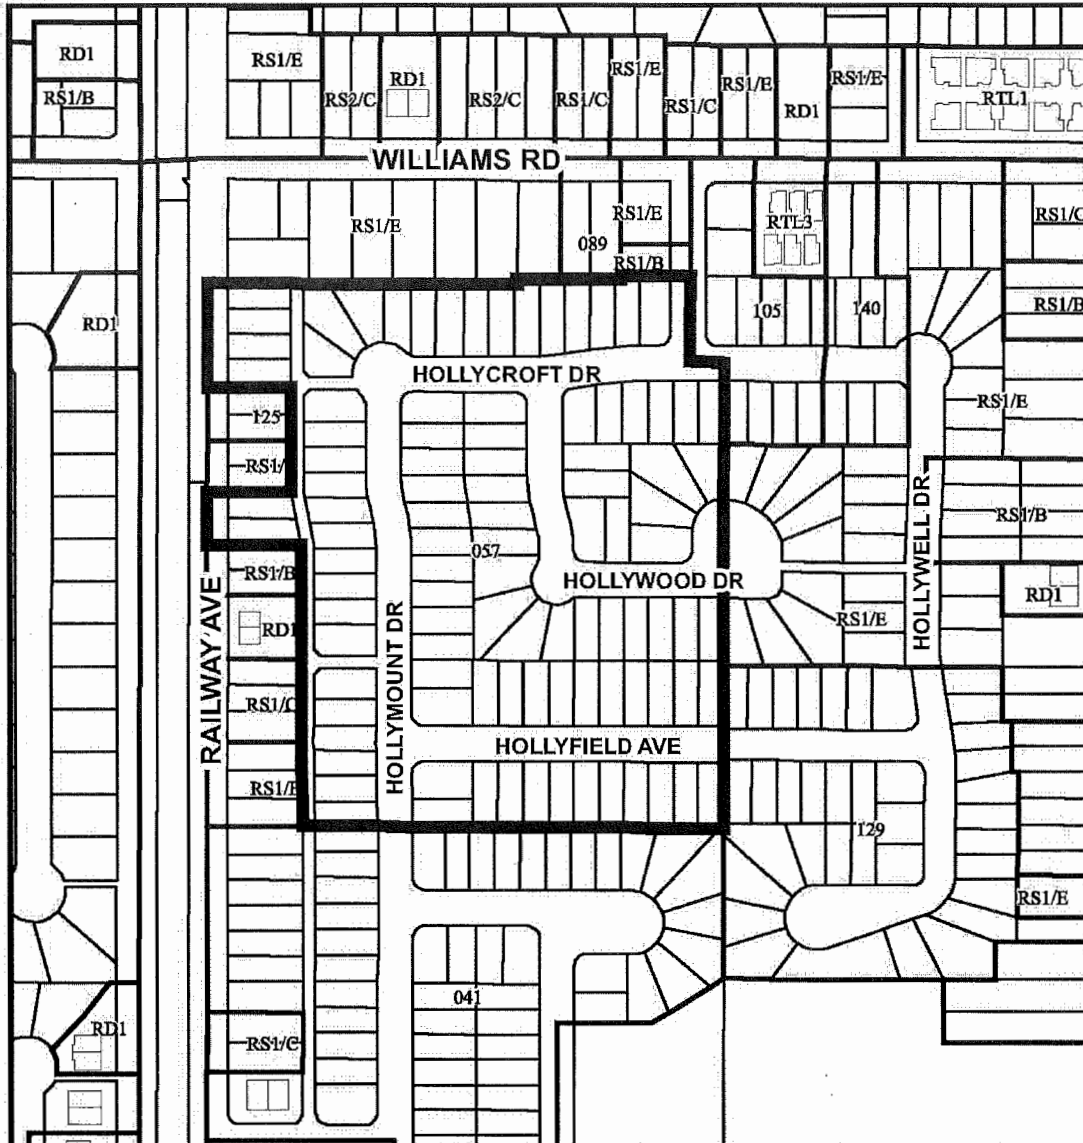 RD1
RS1/E
RS1/B
RS2/C
RD1
RS2/C
RS1/C
RS1/E
RS1/C
RS1/E
RD1
RS1/E
RTL1
WILLIAMS RD
RS1/E
089
RS1/E
RS1/B
RTL3
RS1/C
RD1
105
140
RS1/B
HOLLYCROFT DR
125
RS1/
RS1/E
057
HOLLYWELL DR
RS1/B
RS1/B
HOLLYWOOD DR
RD1
RD1
RS1/E
RAILWAY AVE
HOLLYMOUNT DR
RS1/C
HOLLYFIELD AVE
RS1/E
129
RS1/E
041
RD1
RS1/C